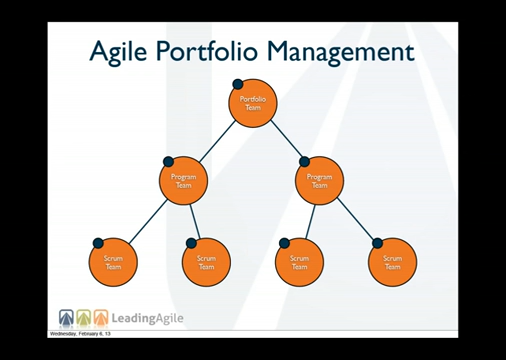 Agile Portfolio Management
Portfolio
Team
Program
Team
Program
Team
Scrum
Team
Scrum
Team
Scrum
Team
Scrum
Team
LeadingAgile
Wednesday, February 6, 13